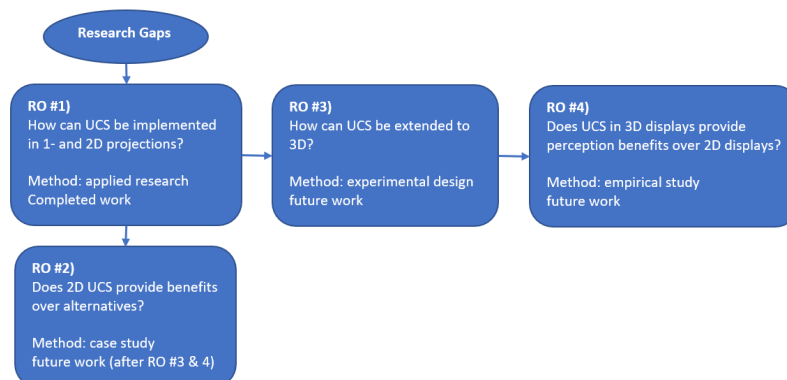 Research Gaps
RO #1)
How can UCS be implemented
in 1- and 2D projections?
Method: applied research
Completed work
RO #3)
How can UCS be extended to
3D?
Method: experimental design
future work
RO #4)
Does UCS in 3D displays provide
perception benefits over 2D displays?
Method: empirical study
future work
RO #2)
Does 2D UCS provide benefits
over alternatives?
Method: case study
future work (after RO #3 & 4)